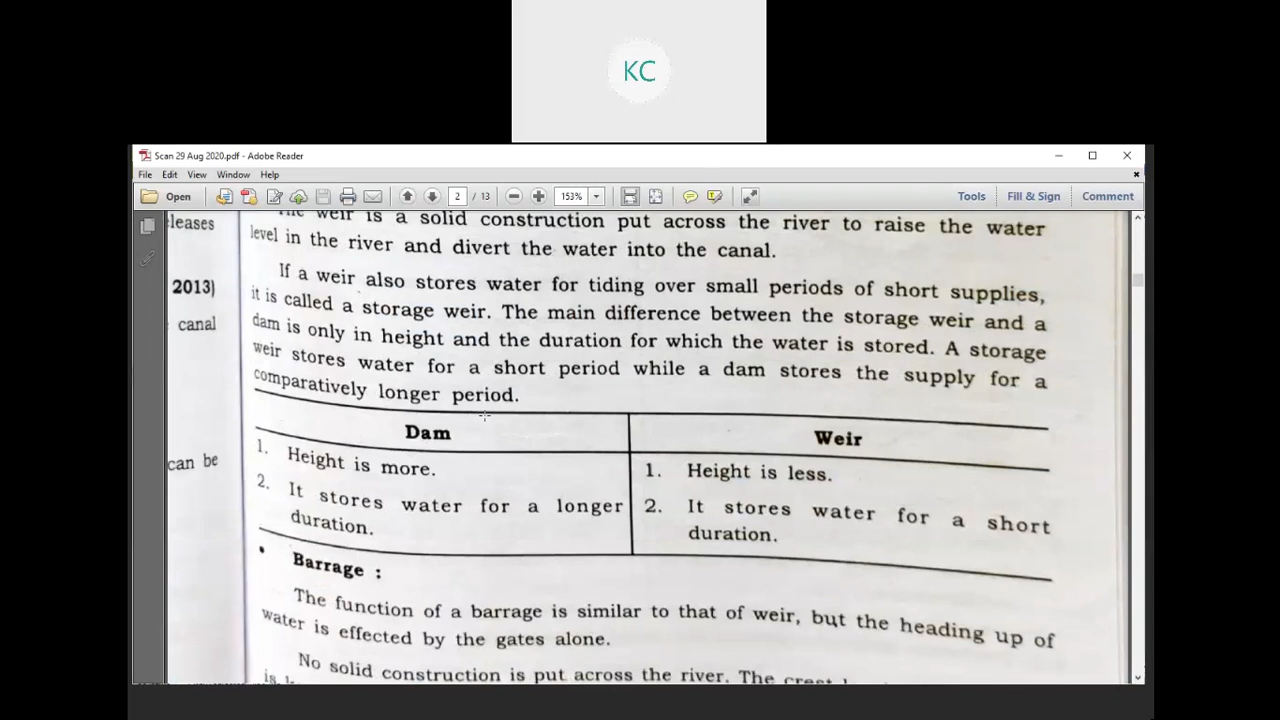 KC
Scan 29 Aug 2020.pdf - Adobe Reader
File Edit View Window Help
Open 2 / 13 153% Tools Fill & Sign Comment
leases
2013)
canal
can be
The weir is a solid construction put across the river to raise the water
level in the river and divert the water into the canal.
If a weir also stores water for tiding over small periods of short supplies,
it is called a storage weir. The main difference between the storage weir and a
dam is only in height and the duration for which the water is stored. A storage
weir stores water for a short period while a dam stores the supply for a
comparatively longer period.
Dam Weir
1. Height is more. 1. Height is less.
2. It stores water for a longer 2. It stores water for a short
duration. duration.
• Barrage :
The function of a barrage is similar to that of weir, but the heading up of
water is effected by the gates alone.
No solid construction is put across the river. The crest
is